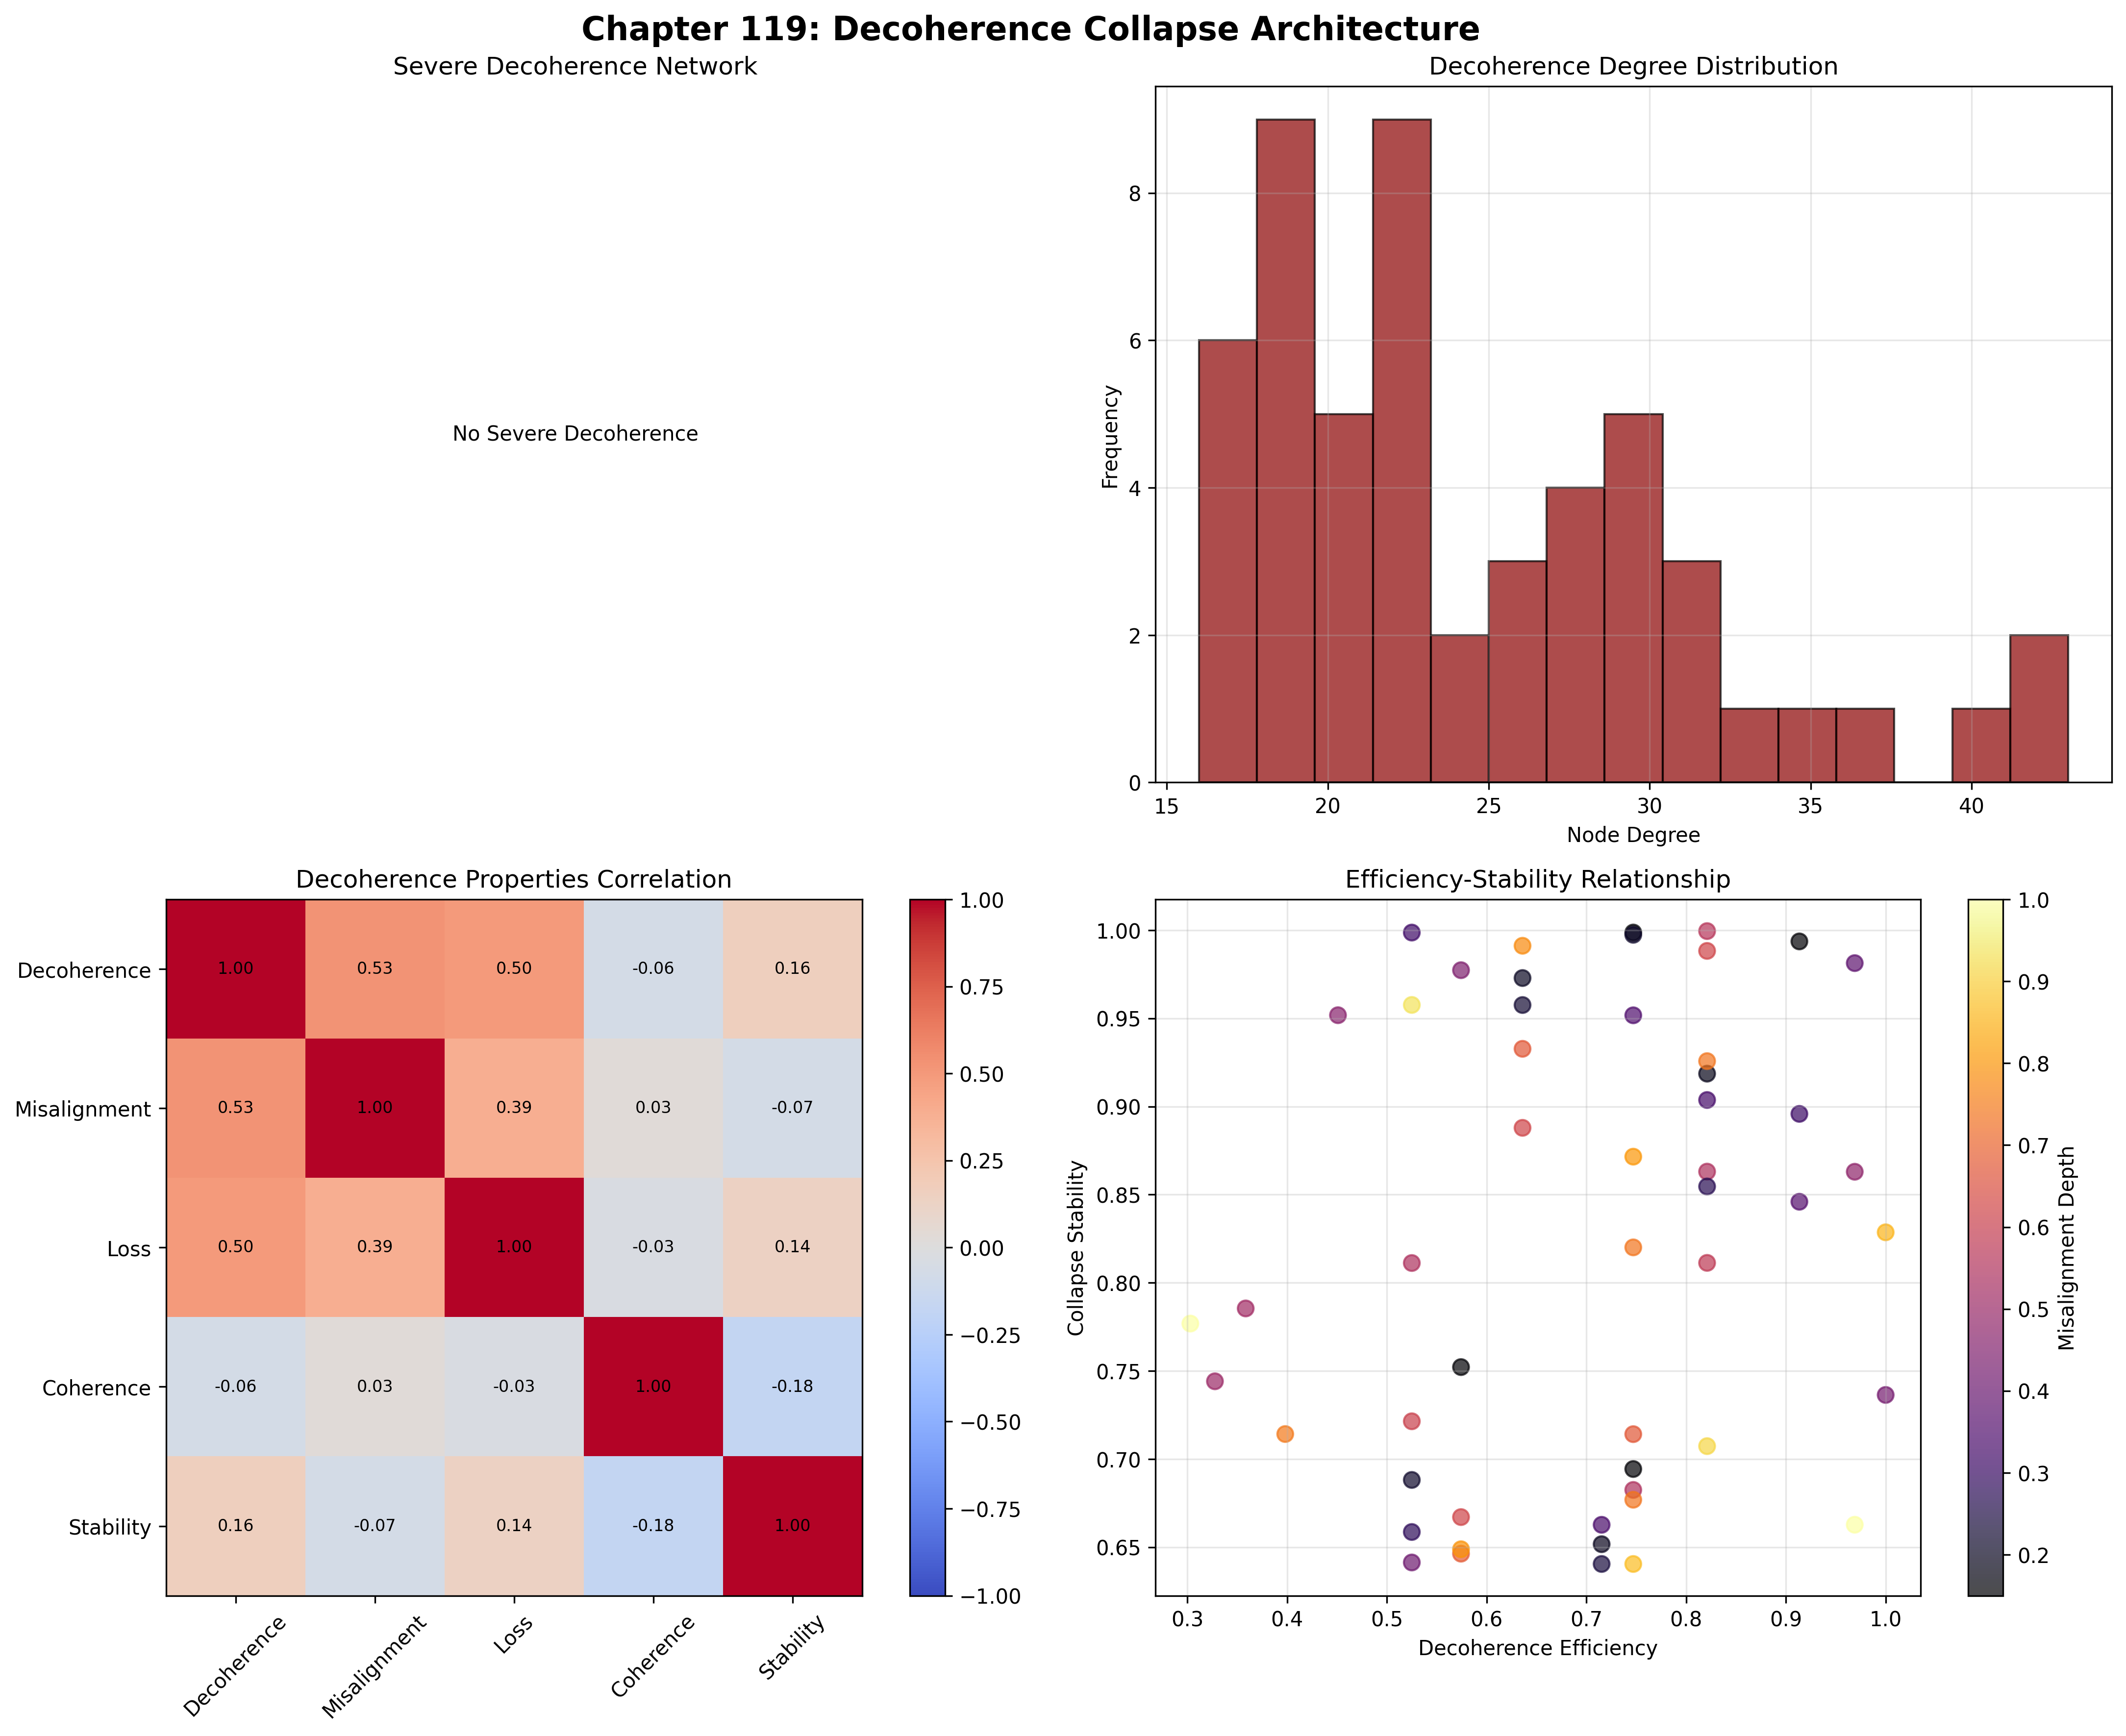 Chapter 119: Decoherence Collapse Architecture
Severe Decoherence Network
No Severe Decoherence
Decoherence Degree Distribution
Frequency
8
6
4
2
0
15 20 25 30 35 40
Node Degree
Decoherence Properties Correlation
Decoherence 1.00 0.53 0.50 -0.06 0.16
Misalignment 0.53 1.00 0.39 0.03 -0.07
Loss 0.50 0.39 1.00 -0.03 0.14
Coherence -0.06 0.03 -0.03 1.00 -0.18
Stability 0.16 -0.07 0.14 -0.18 1.00
Decoherence Misalignment Loss Coherence Stability
1.00
0.75
0.50
0.25
0.00
−0.25
−0.50
−0.75
−1.00
Efficiency-Stability Relationship
Collapse Stability
1.00
0.95
0.90
0.85
0.80
0.75
0.70
0.65
0.3 0.4 0.5 0.6 0.7 0.8 0.9 1.0
Decoherence Efficiency
1.0
0.9
0.8
0.7
0.6
0.5
0.4
0.3
0.2
Misalignment Depth